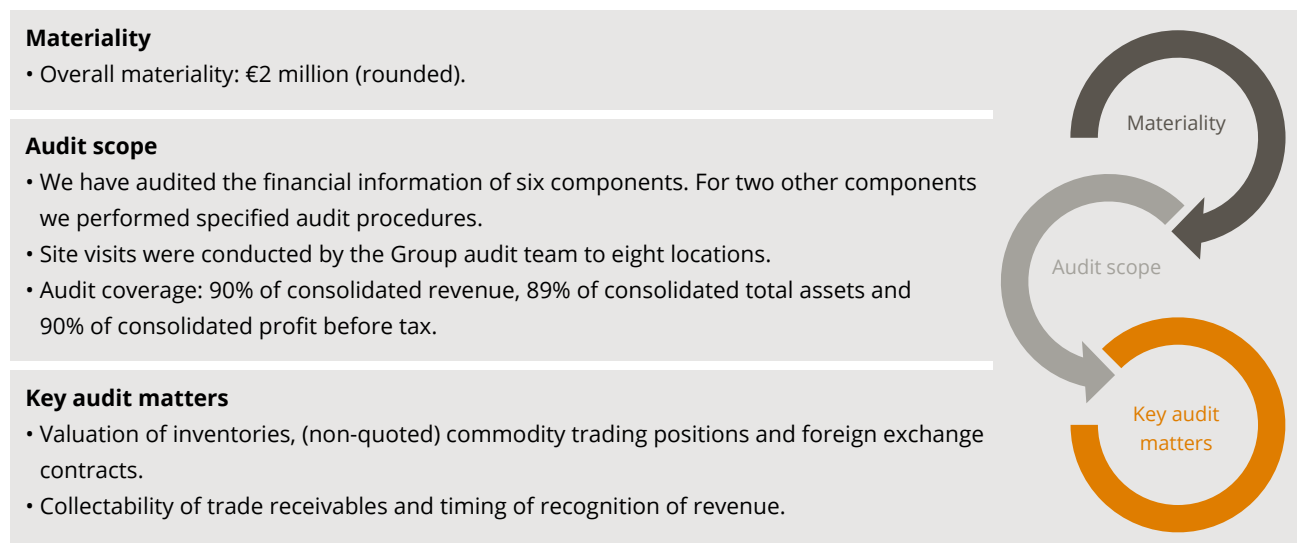 Materiality
• Overall materiality: €2 million (rounded).
Audit scope
• We have audited the financial information of six components. For two other components
we performed specified audit procedures.
• Site visits were conducted by the Group audit team to eight locations.
• Audit coverage: 90% of consolidated revenue, 89% of consolidated total assets and
90% of consolidated profit before tax.
Key audit matters
• Valuation of inventories, (non-quoted) commodity trading positions and foreign exchange
contracts.
• Collectability of trade receivables and timing of recognition of revenue.
Materiality
Audit scope
Key audit
matters